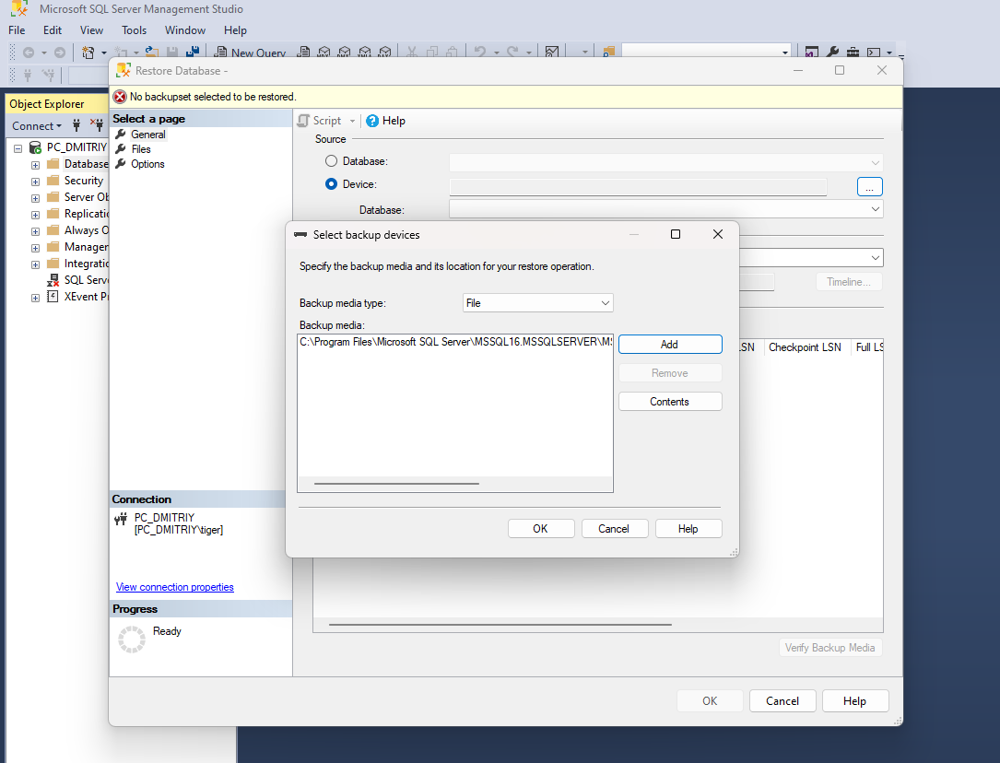 Microsoft SQL Server Management Studio
File Edit View Tools Window Help
New Query
Restore Database -
No backupset selected to be restored.
Object Explorer
Connect
PC_DMITRIY
Database
Security
Server Ob
Replicatio
Always O
Manager
Integratio
SQL Serve
XEvent Pr
Select a page
General
Files
Options
Script
Help
Source
Database:
Device:
...
Database:
Timeline...
LSN Checkpoint LSN Full LS
Select backup devices
Specify the backup media and its location for your restore operation.
Backup media type:
File
Backup media:
C:\Program Files\Microsoft SQL Server\MSSQL16.MSSQLSERVER\MS
Add
Remove
Contents
OK
Cancel
Help
Connection
PC_DMITRIY
[PC_DMITRIY\tiger]
View connection properties
Progress
Ready
Verify Backup Media
OK
Cancel
Help